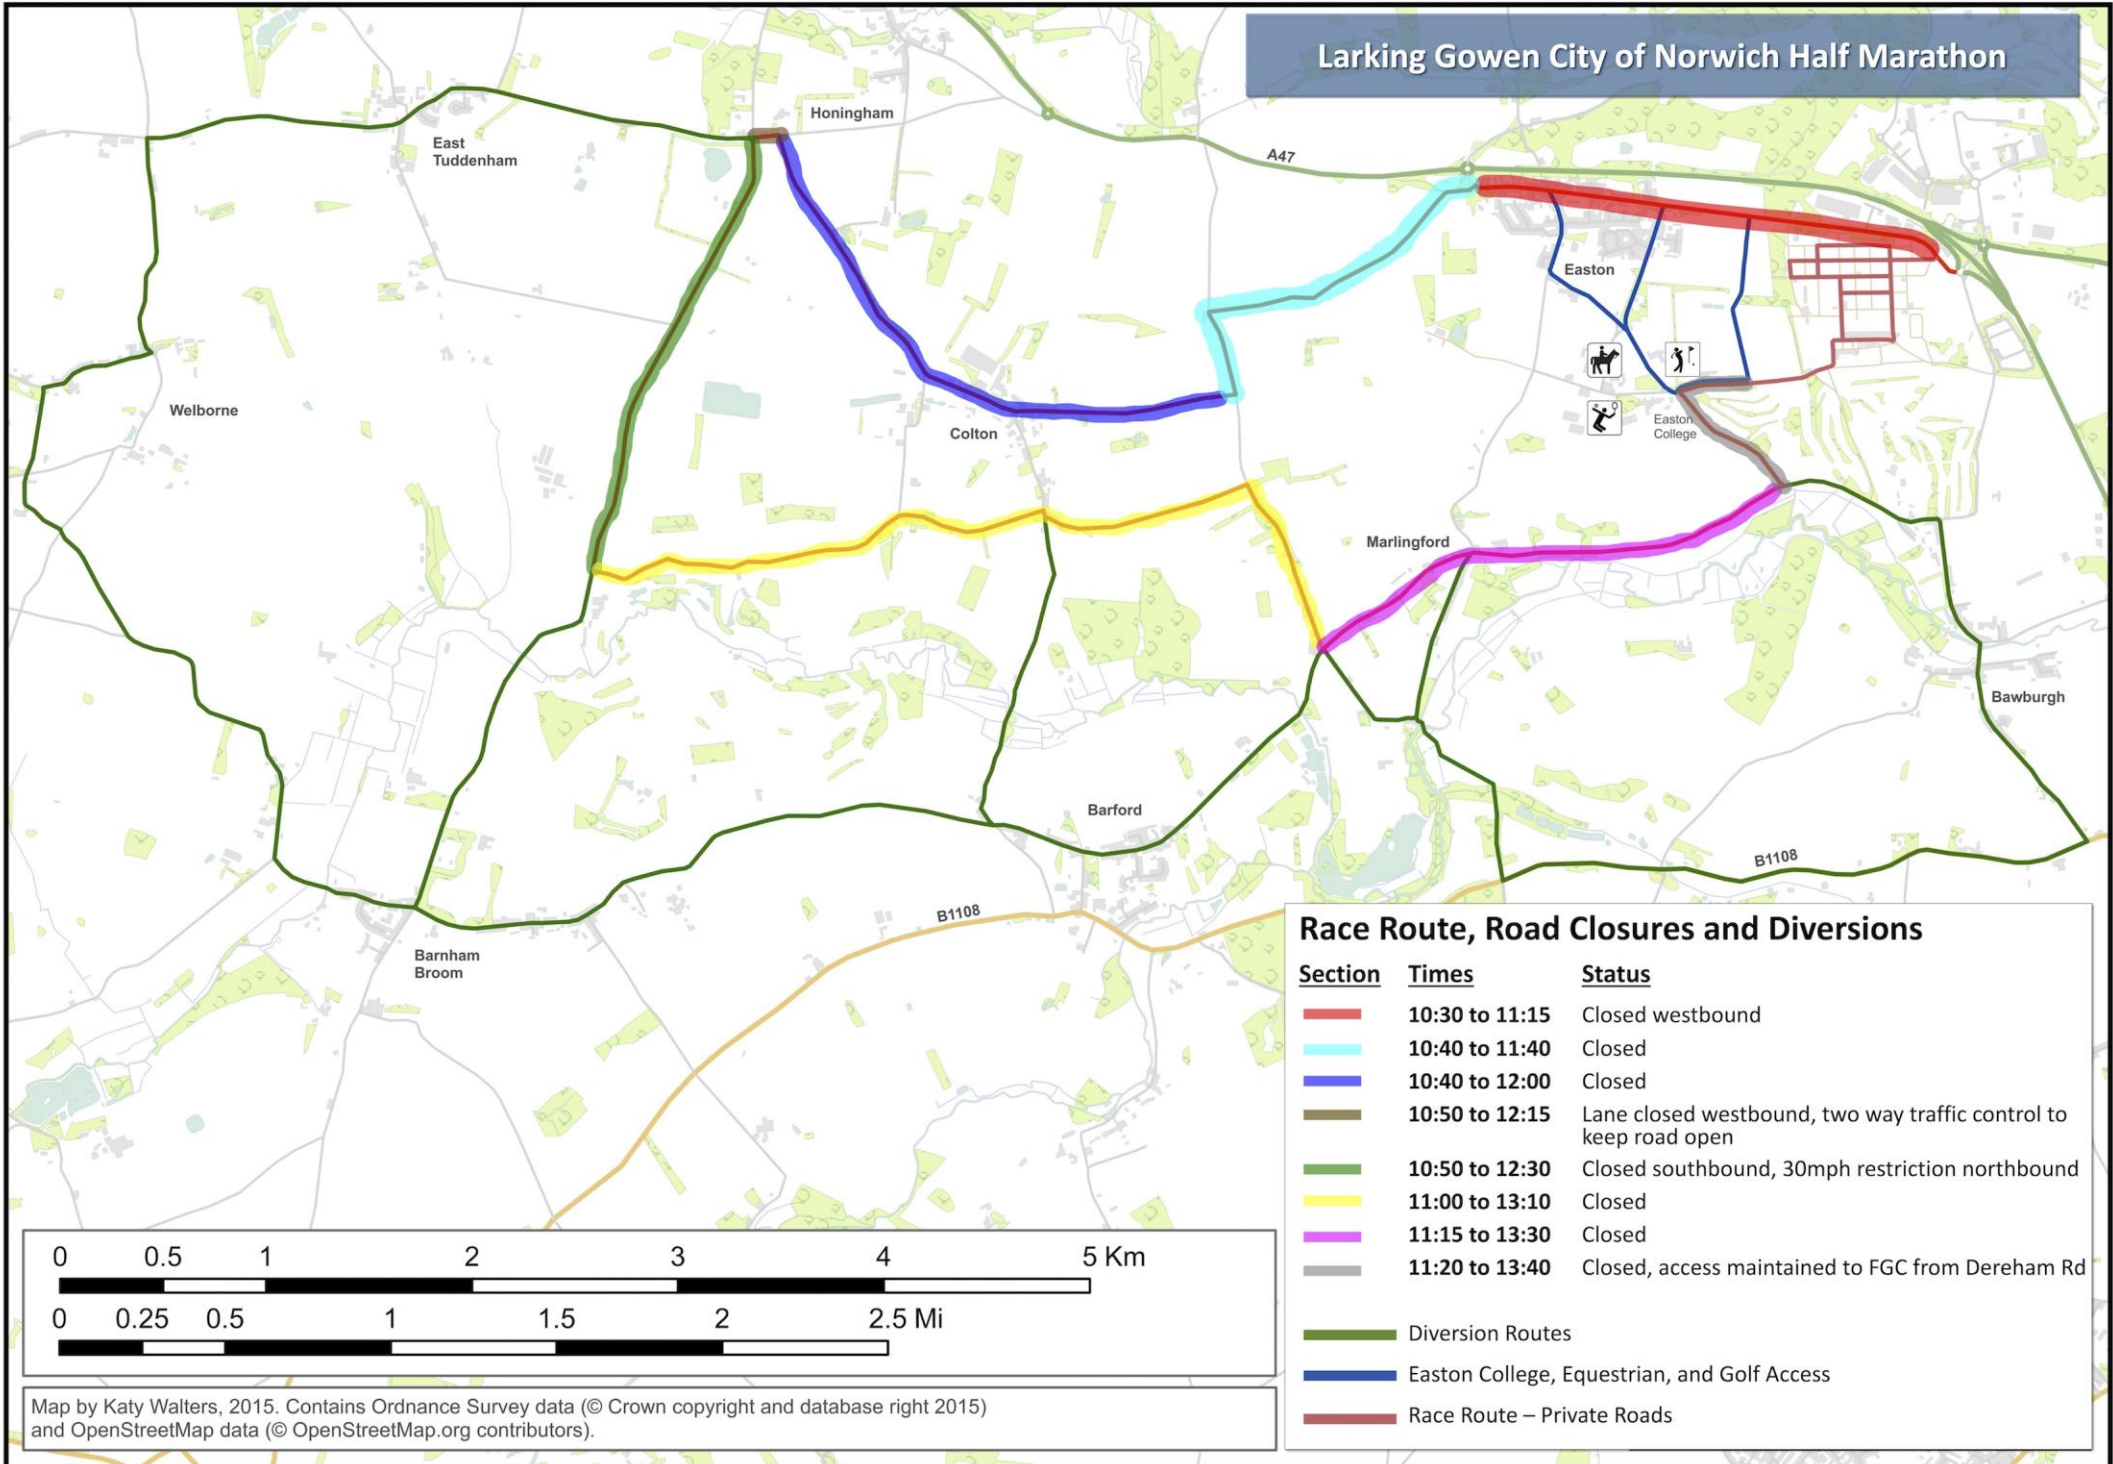 Larking Gowen City of Norwich Half Marathon
Honingham
East
Tuddenham
A47
Easton
Welborne
Colton
Easton
College
Marlingford
Bawburgh
Barford
B1108
B1108
Barnham
Broom
Race Route, Road Closures and Diversions
Section Times Status
10:30 to 11:15 Closed westbound
10:40 to 11:40 Closed
10:40 to 12:00 Closed
10:50 to 12:15 Lane closed westbound, two way traffic control to
keep road open
10:50 to 12:30 Closed southbound, 30mph restriction northbound
11:00 to 13:10 Closed
11:15 to 13:30 Closed
11:20 to 13:40 Closed, access maintained to FGC from Dereham Rd
Diversion Routes
Easton College, Equestrian, and Golf Access
Race Route – Private Roads
0 0.5 1 2 3 4 5 Km
0 0.25 0.5 1 1.5 2 2.5 Mi
Map by Katy Walters, 2015. Contains Ordnance Survey data (© Crown copyright and database right 2015)
and OpenStreetMap data (© OpenStreetMap.org contributors).